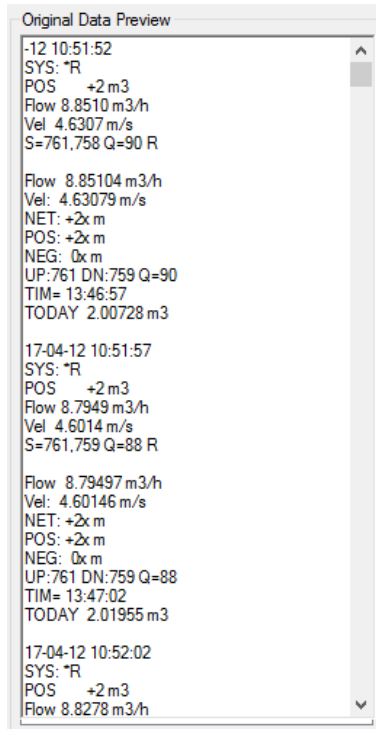 Original Data Preview
-12 10:51:52
SYS: *R
POS +2 m3
Flow 8.8510 m3/h
Vel 4.6307 m/s
S=761,758 Q=90 R
Flow 8.85104 m3/h
Vel: 4.63079 m/s
NET: +2x m
POS: +2x m
NEG: 0x m
UP:761 DN:759 Q=90
TIM= 13:46:57
TODAY 2.00728 m3
17-04-12 10:51:57
SYS: *R
POS +2 m3
Flow 8.7949 m3/h
Vel 4.6014 m/s
S=761,759 Q=88 R
Flow 8.79497 m3/h
Vel: 4.60146 m/s
NET: +2x m
POS: +2x m
NEG: 0x m
UP:761 DN:759 Q=88
TIM= 13:47:02
TODAY 2.01955 m3
17-04-12 10:52:02
SYS: *R
POS +2 m3
Flow 8.8278 m3/h